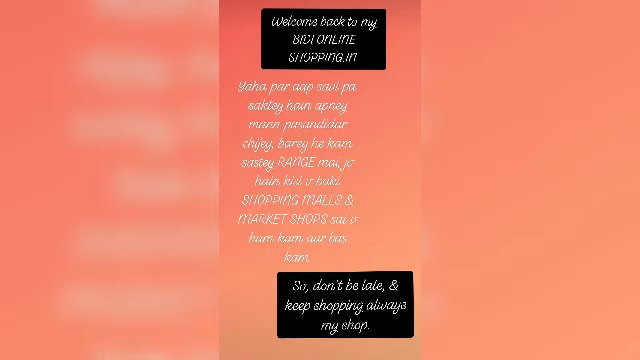 Welcome back to my
BIDI ONLINE
SHOPPING.IN
Yaha par aap savi pa
saktey hain apney
mann pasandidar
chijey, barey he kam
sastey RANGE mai, jo
hain kisi v baki
SHOPPING MALLS &
MARKET SHOPS sai v
kam kam aur bas
kam.
So, don't be late, &
keep shopping always
my shop.